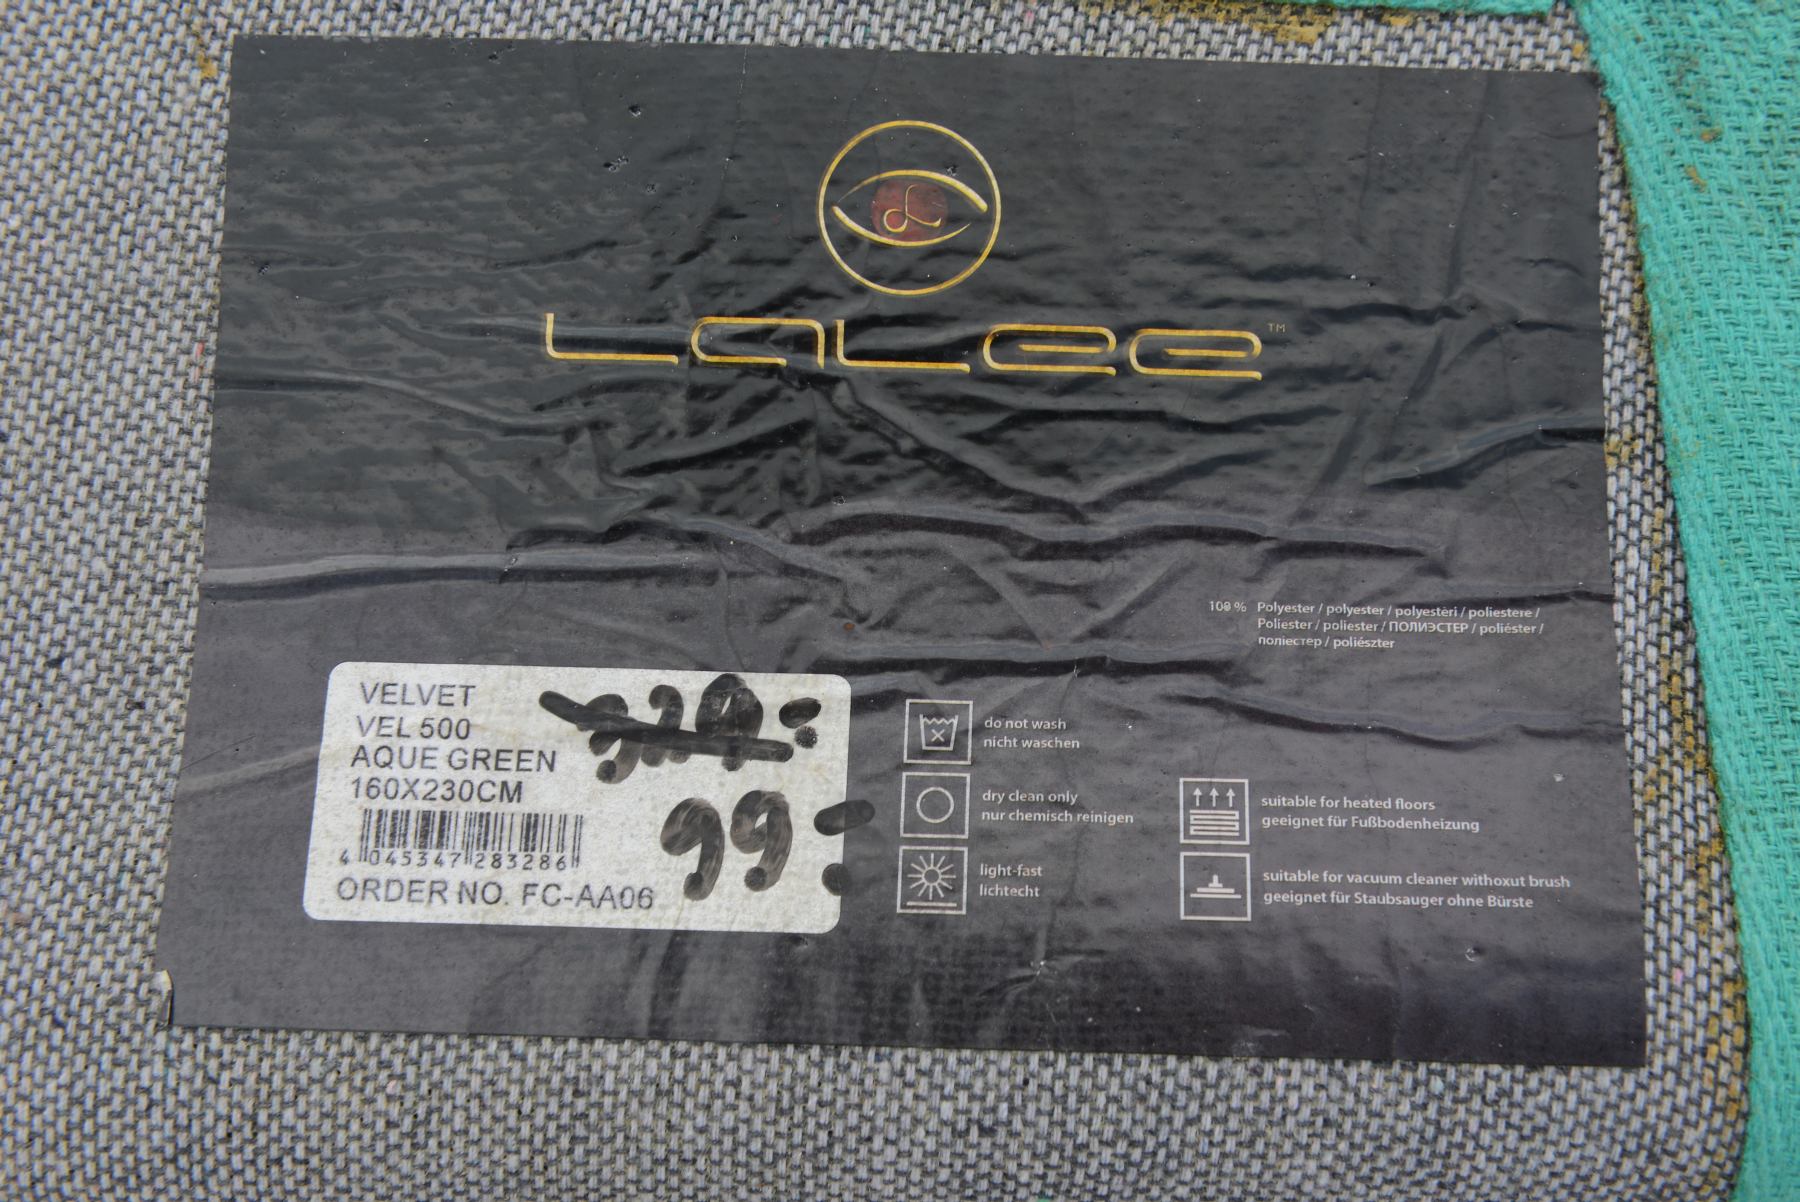 LaLee™
100 % Polyester / polyester / polyestèri / poliestere /
Poliester / poliester / ПОЛИЭСТЕР / poliéster /
поліестер / poliészter
VELVET
VEL 500
AQUE GREEN
160X230CM
4 045347 283286
ORDER NO. FC-AA06
99,-
do not wash
nicht waschen
dry clean only
nur chemisch reinigen
light-fast
lichtecht
suitable for heated floors
geeignet für Fußbodenheizung
suitable for vacuum cleaner withoxut brush
geeignet für Staubsauger ohne Bürste